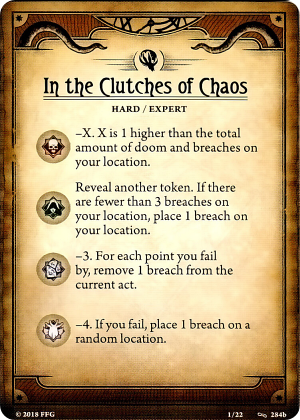 In the Clutches of Chaos
HARD / EXPERT
–X. X is 1 higher than the total
amount of doom and breaches on
your location.
Reveal another token. If there
are fewer than 3 breaches on
your location, place 1 breach on
your location.
–3. For each point you fail
by, remove 1 breach from the
current act.
–4. If you fail, place 1 breach on a
random location.
© 2018 FFG
1/22
284b